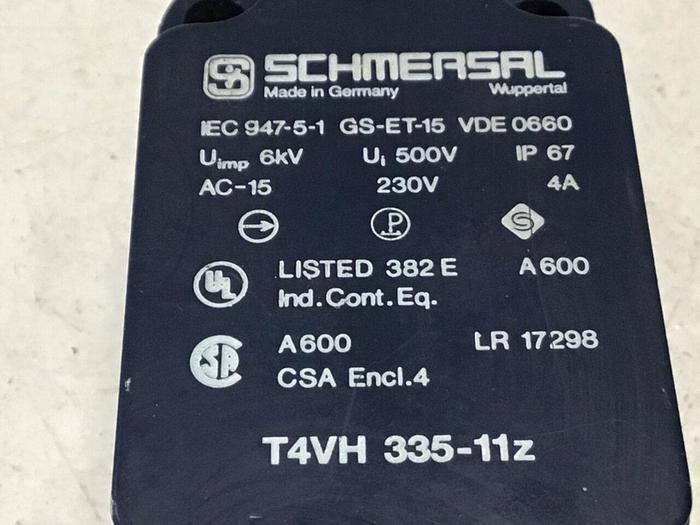 SCHMERSAL
Made in Germany Wuppertal
IEC 947-5-1 GS-ET-15 VDE 0660
Uimp 6kV Ui 500V IP 67
AC-15 230V 4A
P S
UL LISTED 382 E A600
Ind. Cont. Eq.
SA A600 LR 17298
CSA Encl. 4
T4VH 335-11z